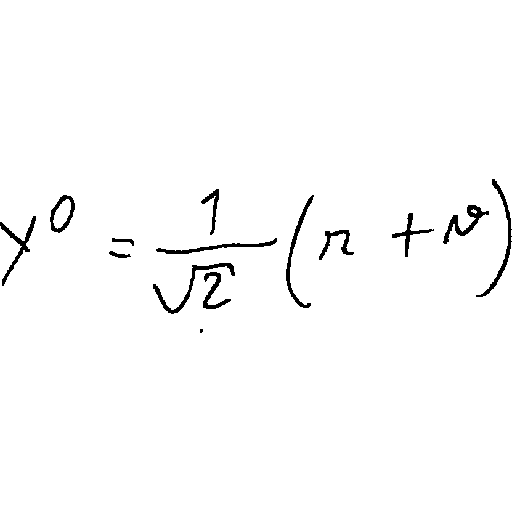 y^0 = \frac{1}{\sqrt{2}} (r + v)